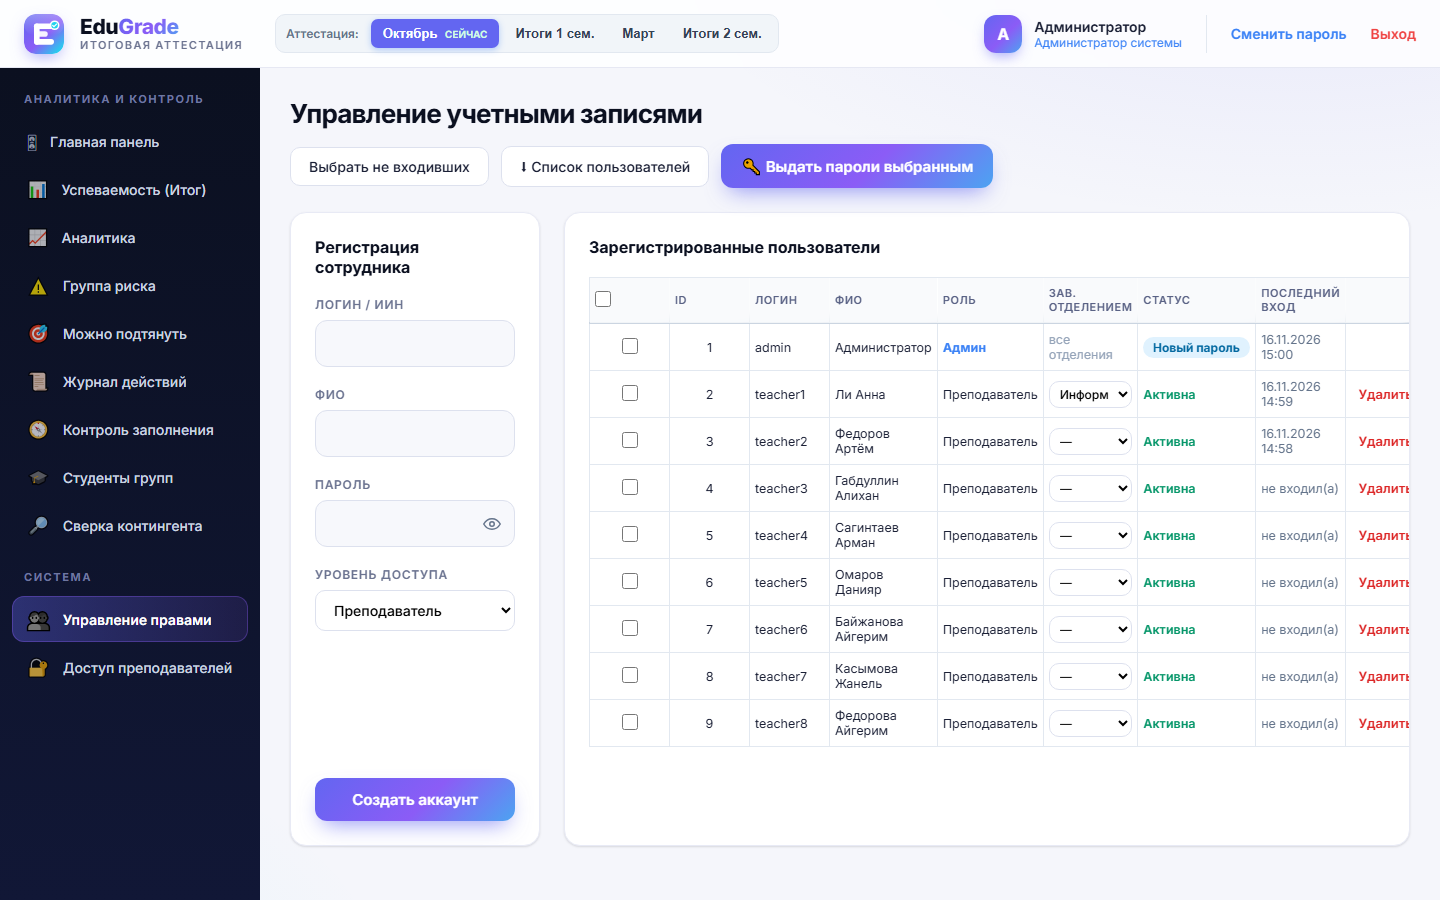 EduGrade
ИТОГОВАЯ АТТЕСТАЦИЯ
Аттестация: Октябрь СЕЙЧАС Итоги 1 сем. Март Итоги 2 сем.
А
Администратор
Администратор системы
Сменить пароль
Выход
АНАЛИТИКА И КОНТРОЛЬ
Главная панель
Успеваемость (Итог)
Аналитика
Группа риска
Можно подтянуть
Журнал действий
Контроль заполнения
Студенты групп
Сверка контингента
СИСТЕМА
Управление правами
Доступ преподавателей
Управление учетными записями
Выбрать не входивших
⭳ Список пользователей
🔑 Выдать пароли выбранным
Регистрация
сотрудника
ЛОГИН / ИИН
ФИО
ПАРОЛЬ
УРОВЕНЬ ДОСТУПА
Преподаватель
Создать аккаунт
Зарегистрированные пользователи
ID ЛОГИН ФИО РОЛЬ ЗАВ. ОТДЕЛЕНИЕМ СТАТУС ПОСЛЕДНИЙ ВХОД
1 admin Администратор Админ все отделения Новый пароль 16.11.2026 15:00
2 teacher1 Ли Анна Преподаватель Информ Активна 16.11.2026 14:59 Удалить
3 teacher2 Федоров Артём Преподаватель — Активна 16.11.2026 14:58 Удалить
4 teacher3 Габдуллин Алихан Преподаватель — Активна не входил(а) Удалить
5 teacher4 Сагинтаев Арман Преподаватель — Активна не входил(а) Удалить
6 teacher5 Омаров Данияр Преподаватель — Активна не входил(а) Удалить
7 teacher6 Байжанова Айгерим Преподаватель — Активна не входил(а) Удалить
8 teacher7 Касымова Жанель Преподаватель — Активна не входил(а) Удалить
9 teacher8 Федорова Айгерим Преподаватель — Активна не входил(а) Удалить